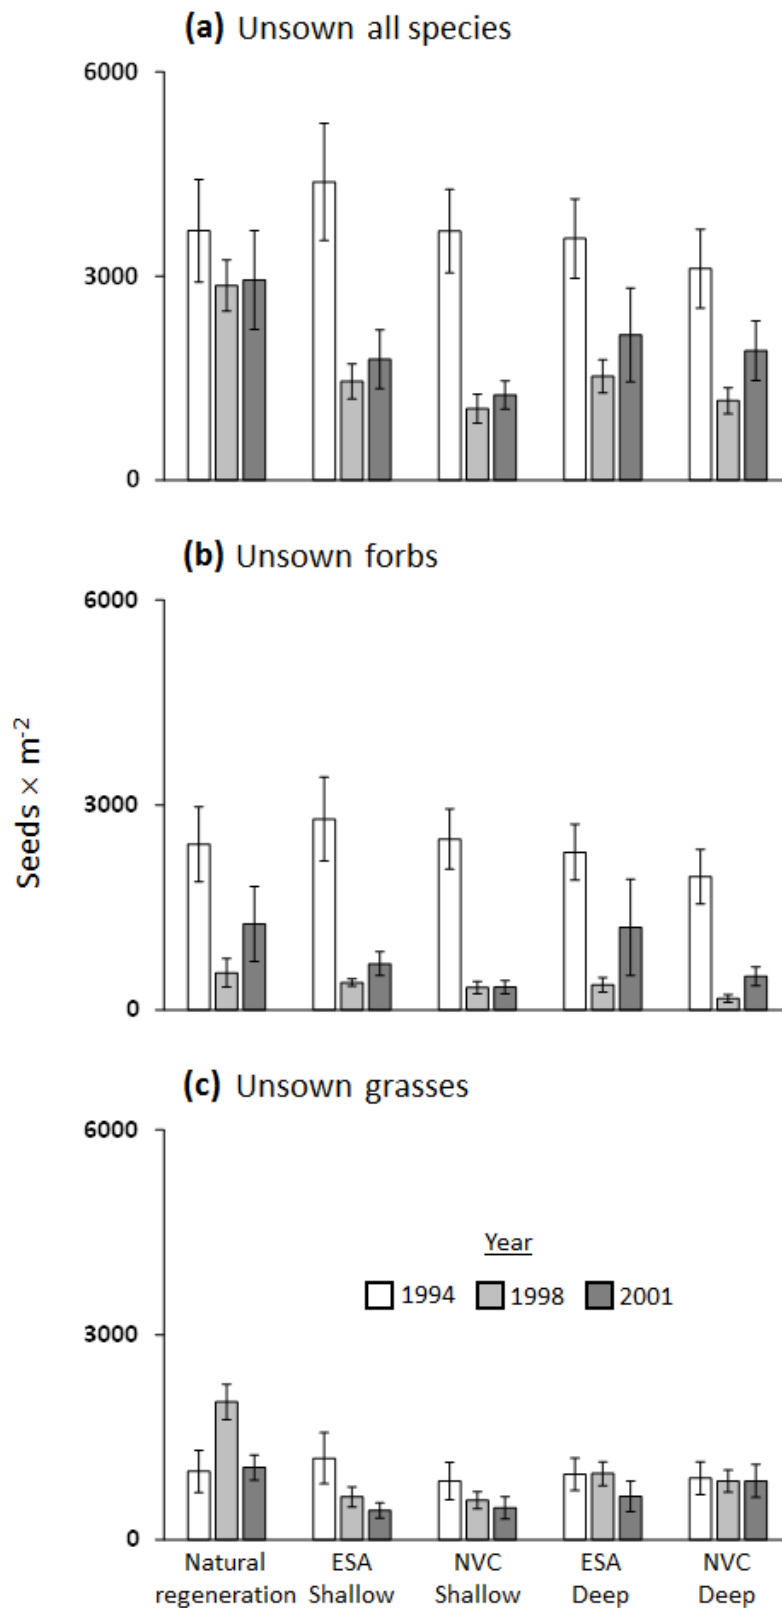 (a) Unsown all species
6000
3000
0
(b) Unsown forbs
6000
3000
0
Seeds × m⁻²
(c) Unsown grasses
6000
3000
0
Year
1994 1998 2001
Natural regeneration
ESA Shallow
NVC Shallow
ESA Deep
NVC Deep